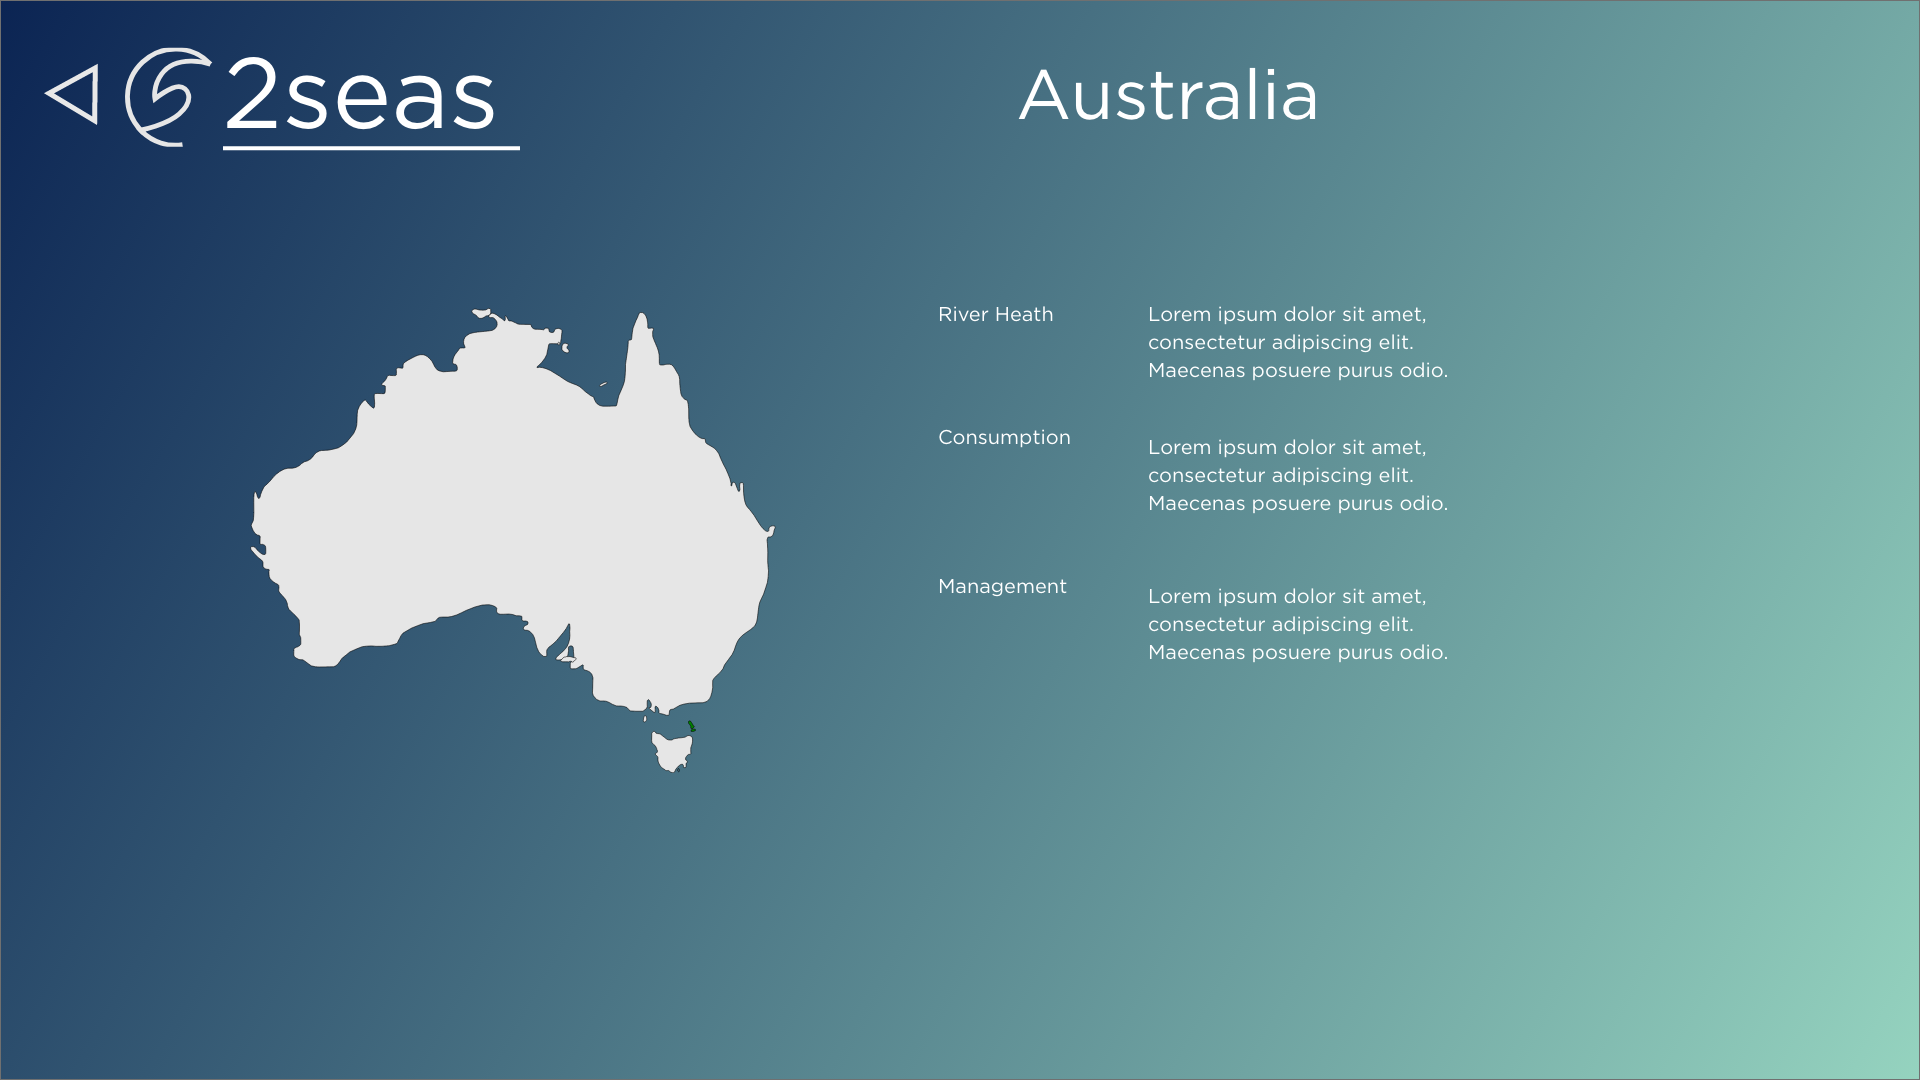 2seas
Australia
River Heath
Lorem ipsum dolor sit amet,
consectetur adipiscing elit.
Maecenas posuere purus odio.
Consumption
Lorem ipsum dolor sit amet,
consectetur adipiscing elit.
Maecenas posuere purus odio.
Management
Lorem ipsum dolor sit amet,
consectetur adipiscing elit.
Maecenas posuere purus odio.